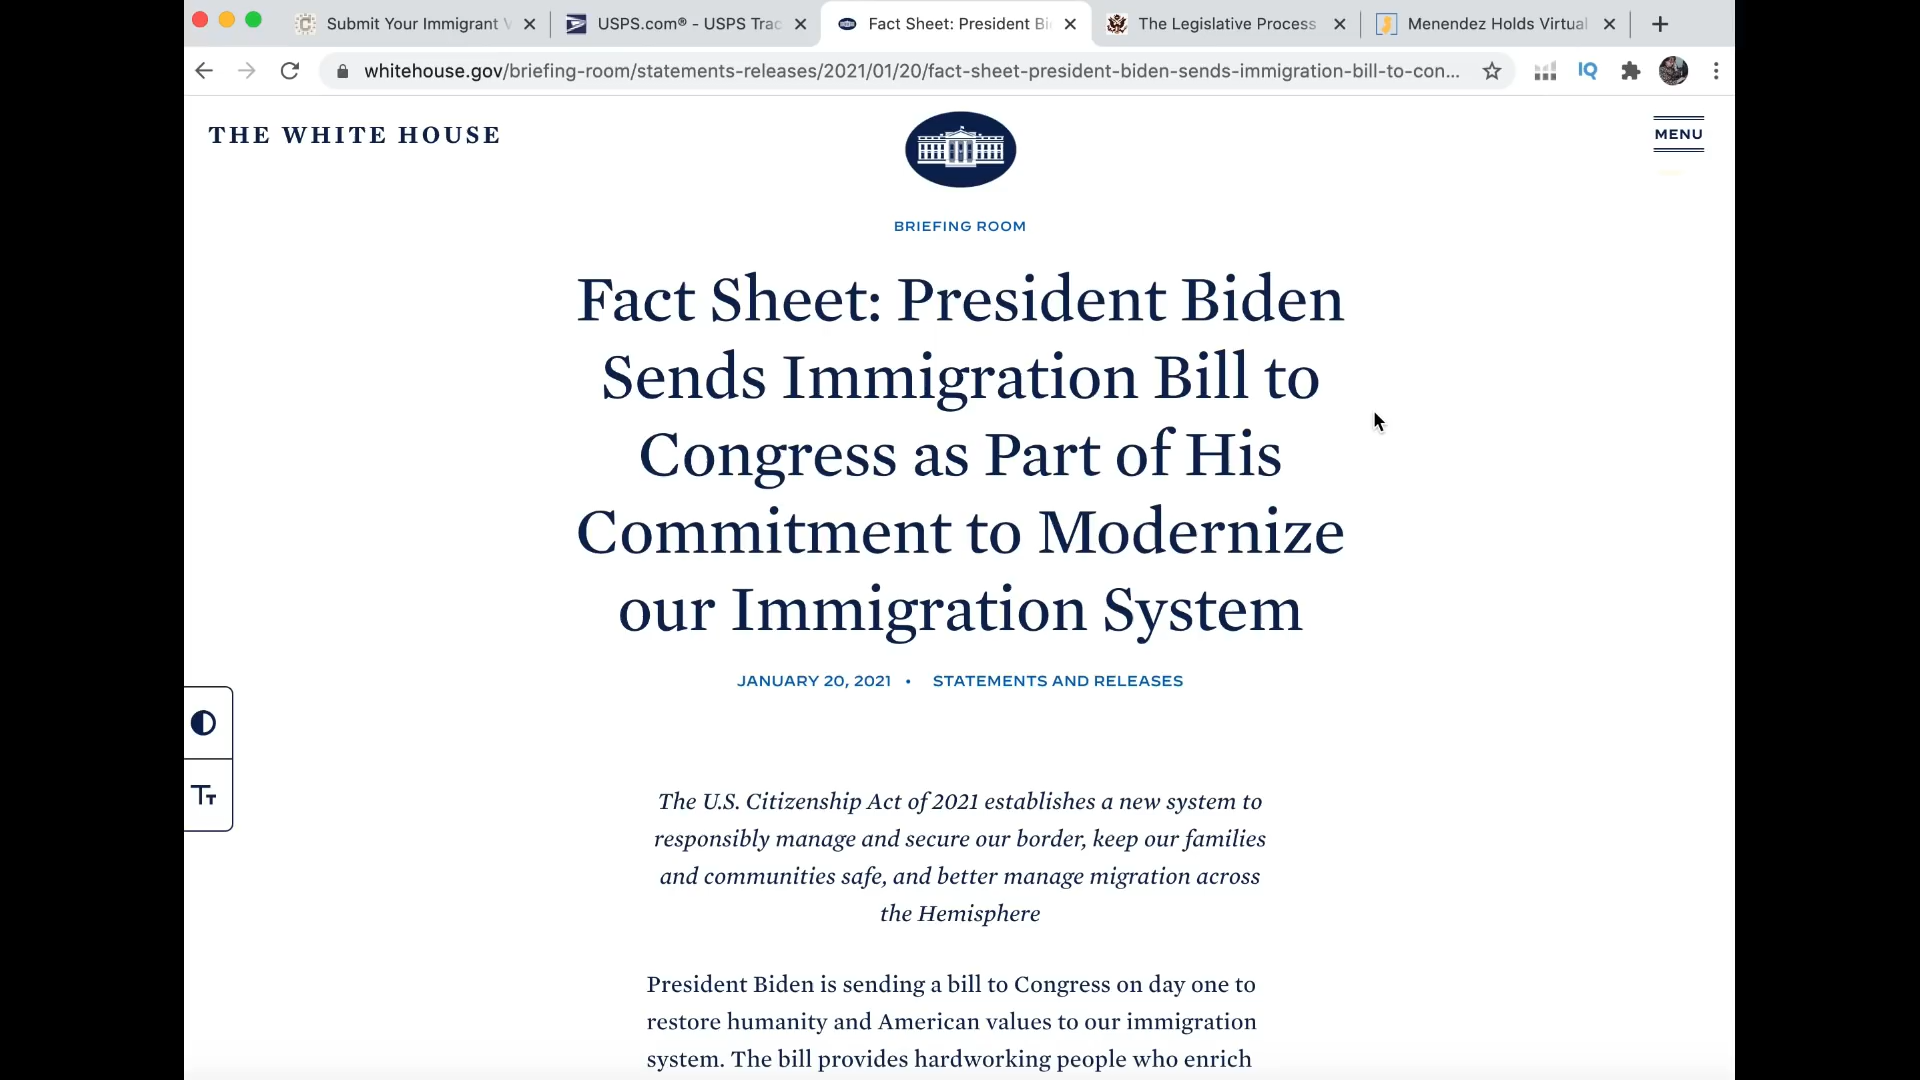 Submit Your Immigrant V
USPS.com® - USPS Trac
Fact Sheet: President Bi
The Legislative Process
Menendez Holds Virtual
whitehouse.gov/briefing-room/statements-releases/2021/01/20/fact-sheet-president-biden-sends-immigration-bill-to-con...
IQ
THE WHITE HOUSE
MENU
BRIEFING ROOM
Fact Sheet: President Biden
Sends Immigration Bill to
Congress as Part of His
Commitment to Modernize
our Immigration System
JANUARY 20, 2021 • STATEMENTS AND RELEASES
Tт
The U.S. Citizenship Act of 2021 establishes a new system to
responsibly manage and secure our border, keep our families
and communities safe, and better manage migration across
the Hemisphere
President Biden is sending a bill to Congress on day one to
restore humanity and American values to our immigration
system. The bill provides hardworking people who enrich